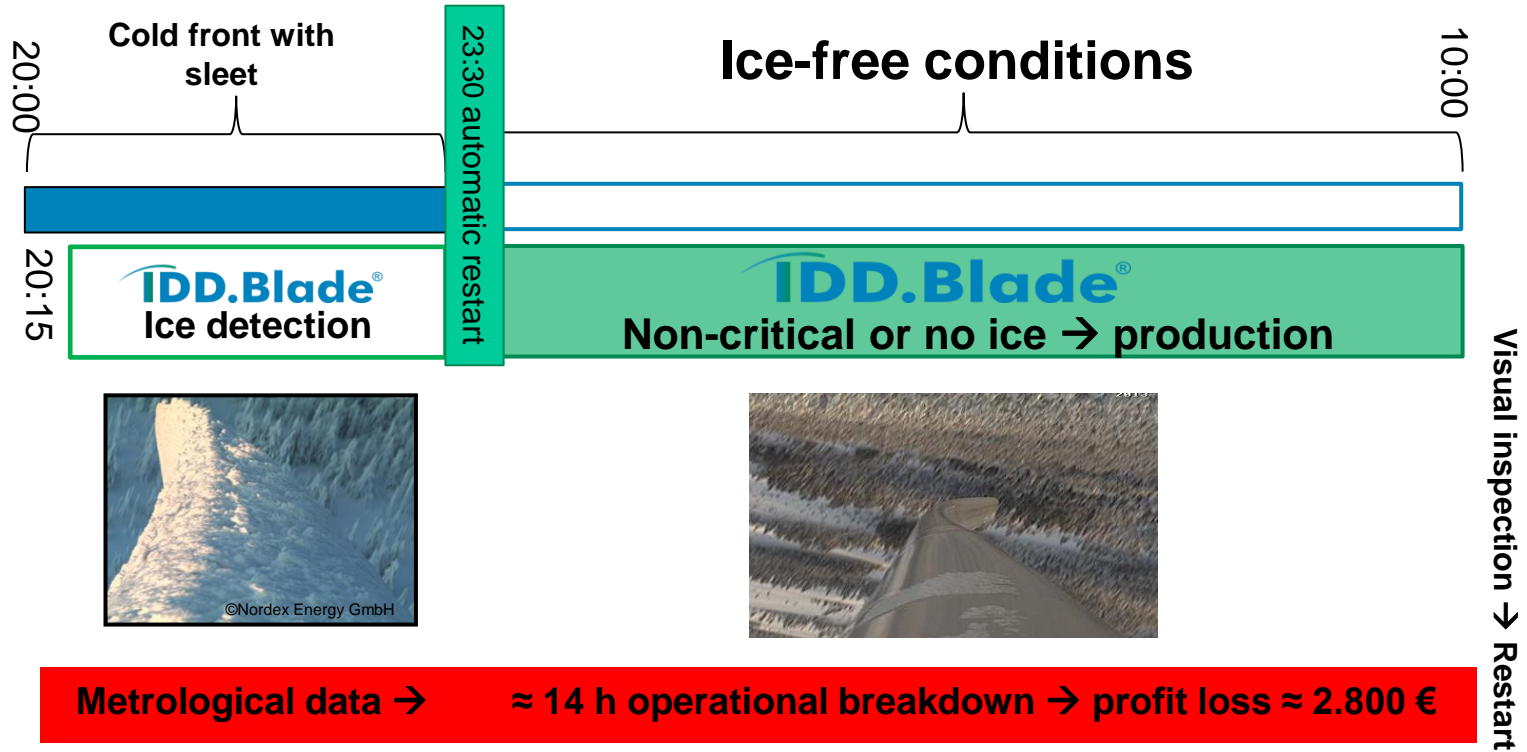 20:00
Cold front with
sleet
23:30 automatic restart
Ice-free conditions
10:00
20:15
IDD.Blade®
Ice detection
IDD.Blade®
Non-critical or no ice → production
Visual inspection → Restart
©Nordex Energy GmbH
Metrological data → ≈ 14 h operational breakdown → profit loss ≈ 2.800 €